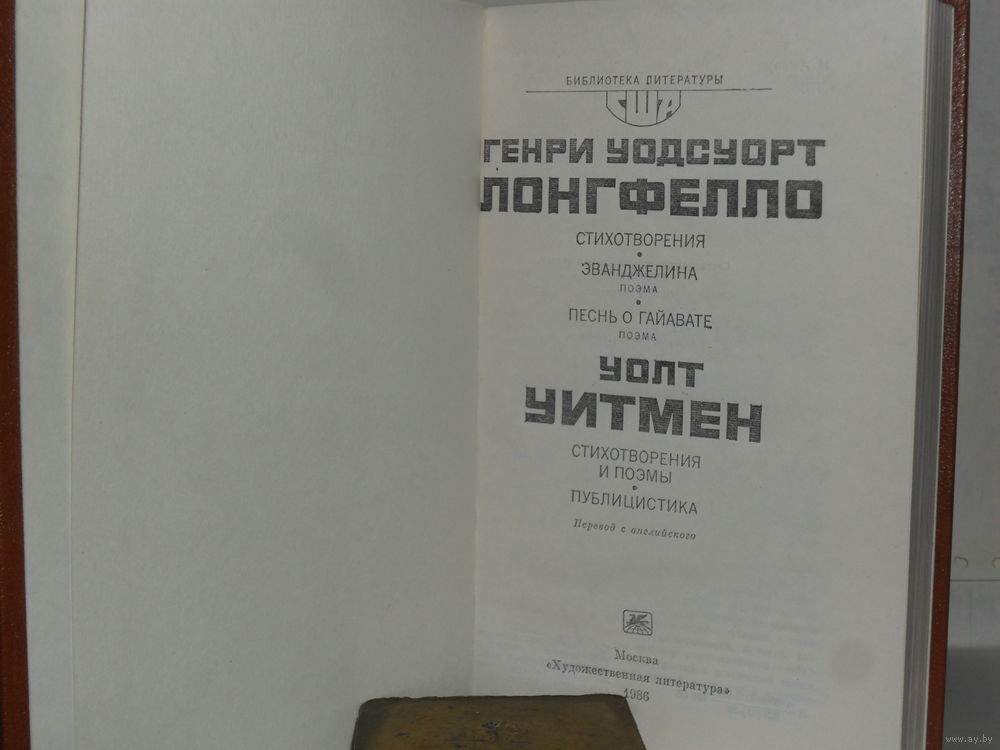 БИБЛИОТЕКА ЛИТЕРАТУРЫ
США
ГЕНРИ УОДСУОРТ
ЛОНГФЕЛЛО
СТИХОТВОРЕНИЯ
•
ЭВАНДЖЕЛИНА
ПОЭМА
•
ПЕСНЬ О ГАЙАВАТЕ
ПОЭМА
УОЛТ
УИТМЕН
СТИХОТВОРЕНИЯ
И ПОЭМЫ
•
ПУБЛИЦИСТИКА
Перевод с английского
Москва
«Художественная литература»
1986
www.ay.by